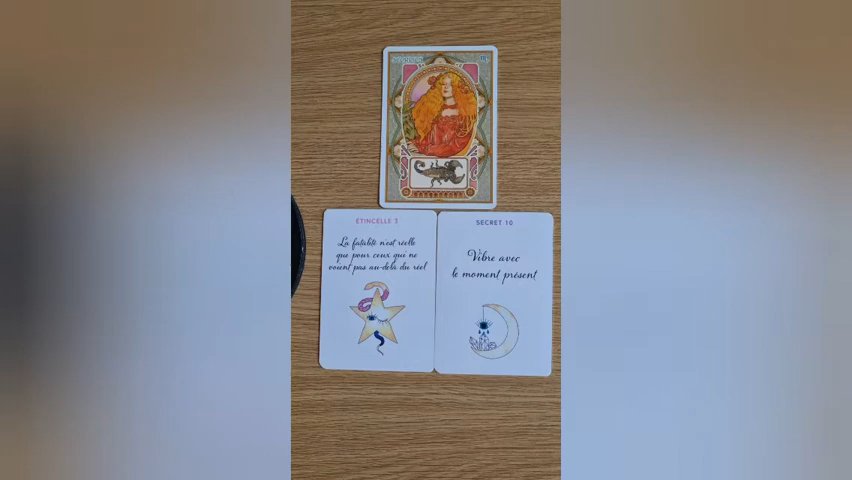 SCORPION
ETINCELLE 3
La fatalité n'est réelle
que pour ceux qui ne
voient pas au-delà du réel
SECRET 10
Vibre avec
le moment présent